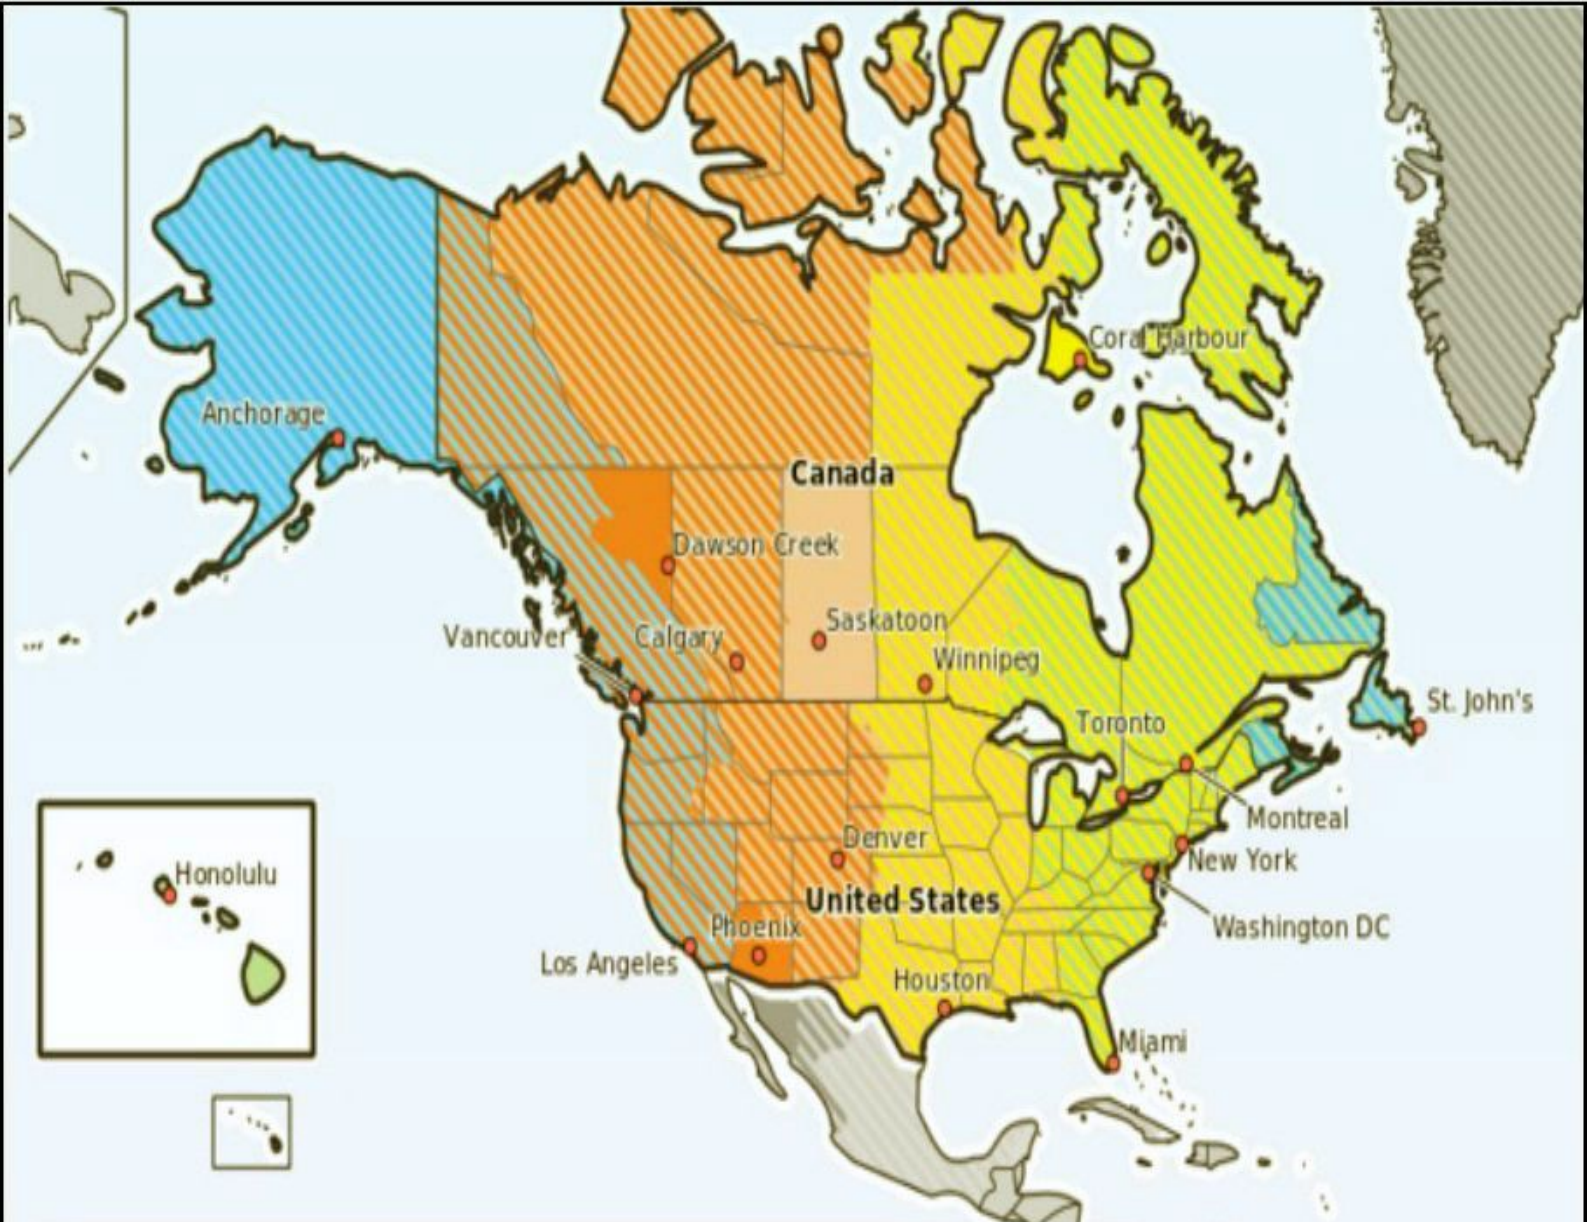 Coral Harbour
Anchorage
Canada
Dawson Creek
Saskatoon
Vancouver
Calgary
Winnipeg
St. John's
Toronto
Montreal
Denver
New York
Honolulu
United States
Phoenix
Washington DC
Los Angeles
Houston
Miami